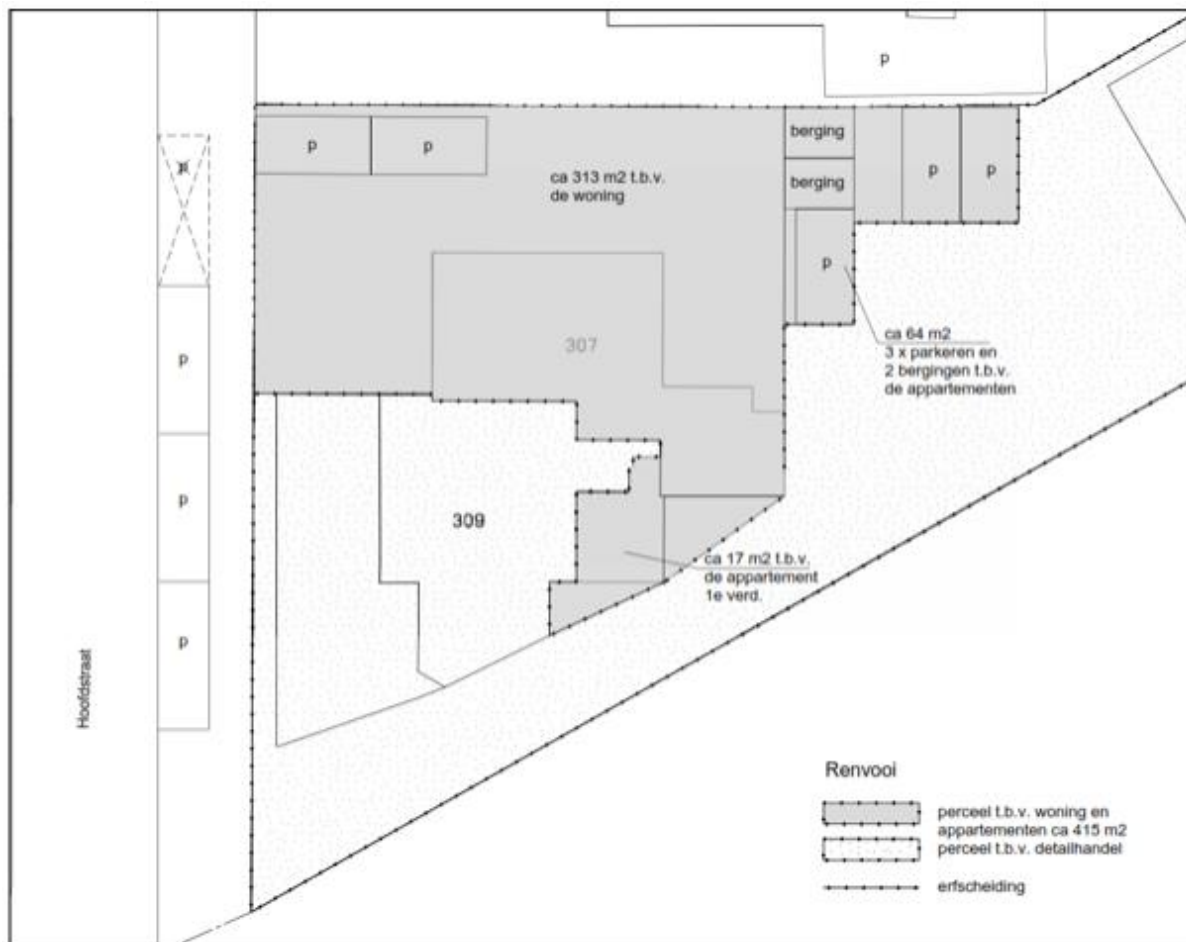 p
p
p
p
berging
berging
p
p
p
ca 313 m2 t.b.v.
de woning
p
307
ca 64 m2
3 x parkeren en
2 bergingen t.b.v.
de appartementen
p
309
ca 17 m2 t.b.v.
de appartement
1e verd.
p
p
Hoofdstraat
Renvooi
perceel t.b.v. woning en
appartementen ca 415 m2
perceel t.b.v. detailhandel
erfscheiding